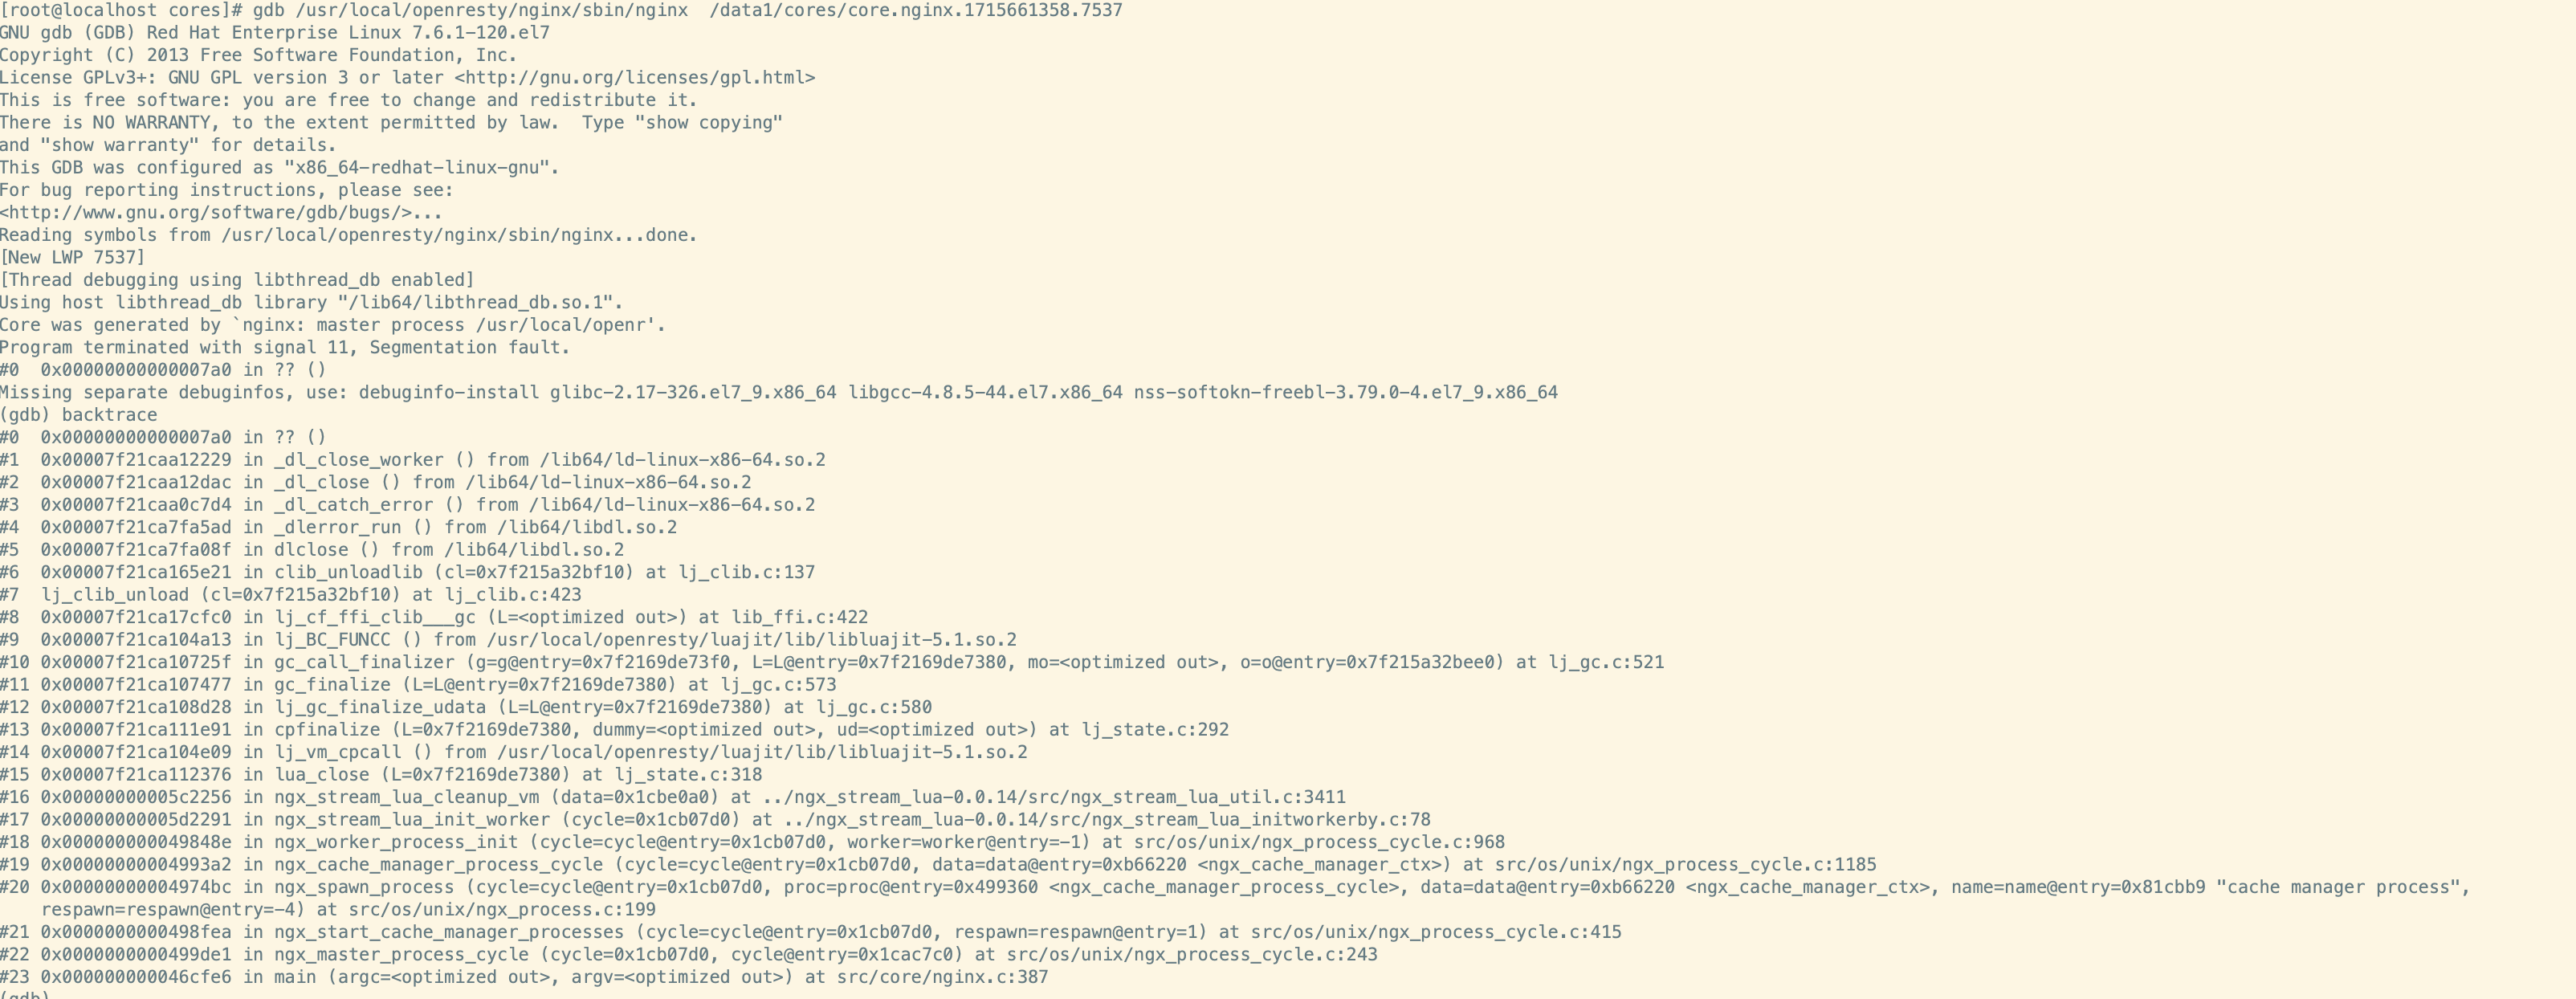 [root@localhost cores]# gdb /usr/local/openresty/nginx/sbin/nginx  /data1/cores/core.nginx.1715661358.7537
GNU gdb (GDB) Red Hat Enterprise Linux 7.6.1-120.el7
Copyright (C) 2013 Free Software Foundation, Inc.
License GPLv3+: GNU GPL version 3 or later <http://gnu.org/licenses/gpl.html>
This is free software: you are free to change and redistribute it.
There is NO WARRANTY, to the extent permitted by law.  Type "show copying"
and "show warranty" for details.
This GDB was configured as "x86_64-redhat-linux-gnu".
For bug reporting instructions, please see:
<http://www.gnu.org/software/gdb/bugs/>...
Reading symbols from /usr/local/openresty/nginx/sbin/nginx...done.
[New LWP 7537]
[Thread debugging using libthread_db enabled]
Using host libthread_db library "/lib64/libthread_db.so.1".
Core was generated by `nginx: master process /usr/local/openr'.
Program terminated with signal 11, Segmentation fault.
#0  0x00000000000007a0 in ?? ()
Missing separate debuginfos, use: debuginfo-install glibc-2.17-326.el7_9.x86_64 libgcc-4.8.5-44.el7.x86_64 nss-softokn-freebl-3.79.0-4.el7_9.x86_64
(gdb) backtrace
#0  0x00000000000007a0 in ?? ()
#1  0x00007f21caa12229 in _dl_close_worker () from /lib64/ld-linux-x86-64.so.2
#2  0x00007f21caa12dac in _dl_close () from /lib64/ld-linux-x86-64.so.2
#3  0x00007f21caa0c7d4 in _dl_catch_error () from /lib64/ld-linux-x86-64.so.2
#4  0x00007f21ca7fa5ad in _dlerror_run () from /lib64/libdl.so.2
#5  0x00007f21ca7fa08f in dlclose () from /lib64/libdl.so.2
#6  0x00007f21ca165e21 in clib_unloadlib (cl=0x7f215a32bf10) at lj_clib.c:137
#7  lj_clib_unload (cl=0x7f215a32bf10) at lj_clib.c:423
#8  0x00007f21ca17cfc0 in lj_cf_ffi_clib___gc (L=<optimized out>) at lib_ffi.c:422
#9  0x00007f21ca104a13 in lj_BC_FUNCC () from /usr/local/openresty/luajit/lib/libluajit-5.1.so.2
#10 0x00007f21ca10725f in gc_call_finalizer (g=g@entry=0x7f2169de73f0, L=L@entry=0x7f2169de7380, mo=<optimized out>, o=o@entry=0x7f215a32bee0) at lj_gc.c:521
#11 0x00007f21ca107477 in gc_finalize (L=L@entry=0x7f2169de7380) at lj_gc.c:573
#12 0x00007f21ca108d28 in lj_gc_finalize_udata (L=L@entry=0x7f2169de7380) at lj_gc.c:580
#13 0x00007f21ca111e91 in cpfinalize (L=0x7f2169de7380, dummy=<optimized out>, ud=<optimized out>) at lj_state.c:292
#14 0x00007f21ca104e09 in lj_vm_cpcall () from /usr/local/openresty/luajit/lib/libluajit-5.1.so.2
#15 0x00007f21ca112376 in lua_close (L=0x7f2169de7380) at lj_state.c:318
#16 0x00000000005c2256 in ngx_stream_lua_cleanup_vm (data=0x1cbe0a0) at ../ngx_stream_lua-0.0.14/src/ngx_stream_lua_util.c:3411
#17 0x00000000005d2291 in ngx_stream_lua_init_worker (cycle=0x1cb07d0) at ../ngx_stream_lua-0.0.14/src/ngx_stream_lua_initworkerby.c:78
#18 0x000000000049848e in ngx_worker_process_init (cycle=cycle@entry=0x1cb07d0, worker=worker@entry=-1) at src/os/unix/ngx_process_cycle.c:968
#19 0x00000000004993a2 in ngx_cache_manager_process_cycle (cycle=cycle@entry=0x1cb07d0, data=data@entry=0xb66220 <ngx_cache_manager_ctx>) at src/os/unix/ngx_process_cycle.c:1185
#20 0x00000000004974bc in ngx_spawn_process (cycle=cycle@entry=0x1cb07d0, proc=proc@entry=0x499360 <ngx_cache_manager_process_cycle>, data=data@entry=0xb66220 <ngx_cache_manager_ctx>, name=name@entry=0x81cbb9 "cache manager process",
    respawn=respawn@entry=-4) at src/os/unix/ngx_process.c:199
#21 0x0000000000498fea in ngx_start_cache_manager_processes (cycle=cycle@entry=0x1cb07d0, respawn=respawn@entry=1) at src/os/unix/ngx_process_cycle.c:415
#22 0x0000000000499de1 in ngx_master_process_cycle (cycle=0x1cb07d0, cycle@entry=0x1cac7c0) at src/os/unix/ngx_process_cycle.c:243
#23 0x000000000046cfe6 in main (argc=<optimized out>, argv=<optimized out>) at src/core/nginx.c:387
(gdb)